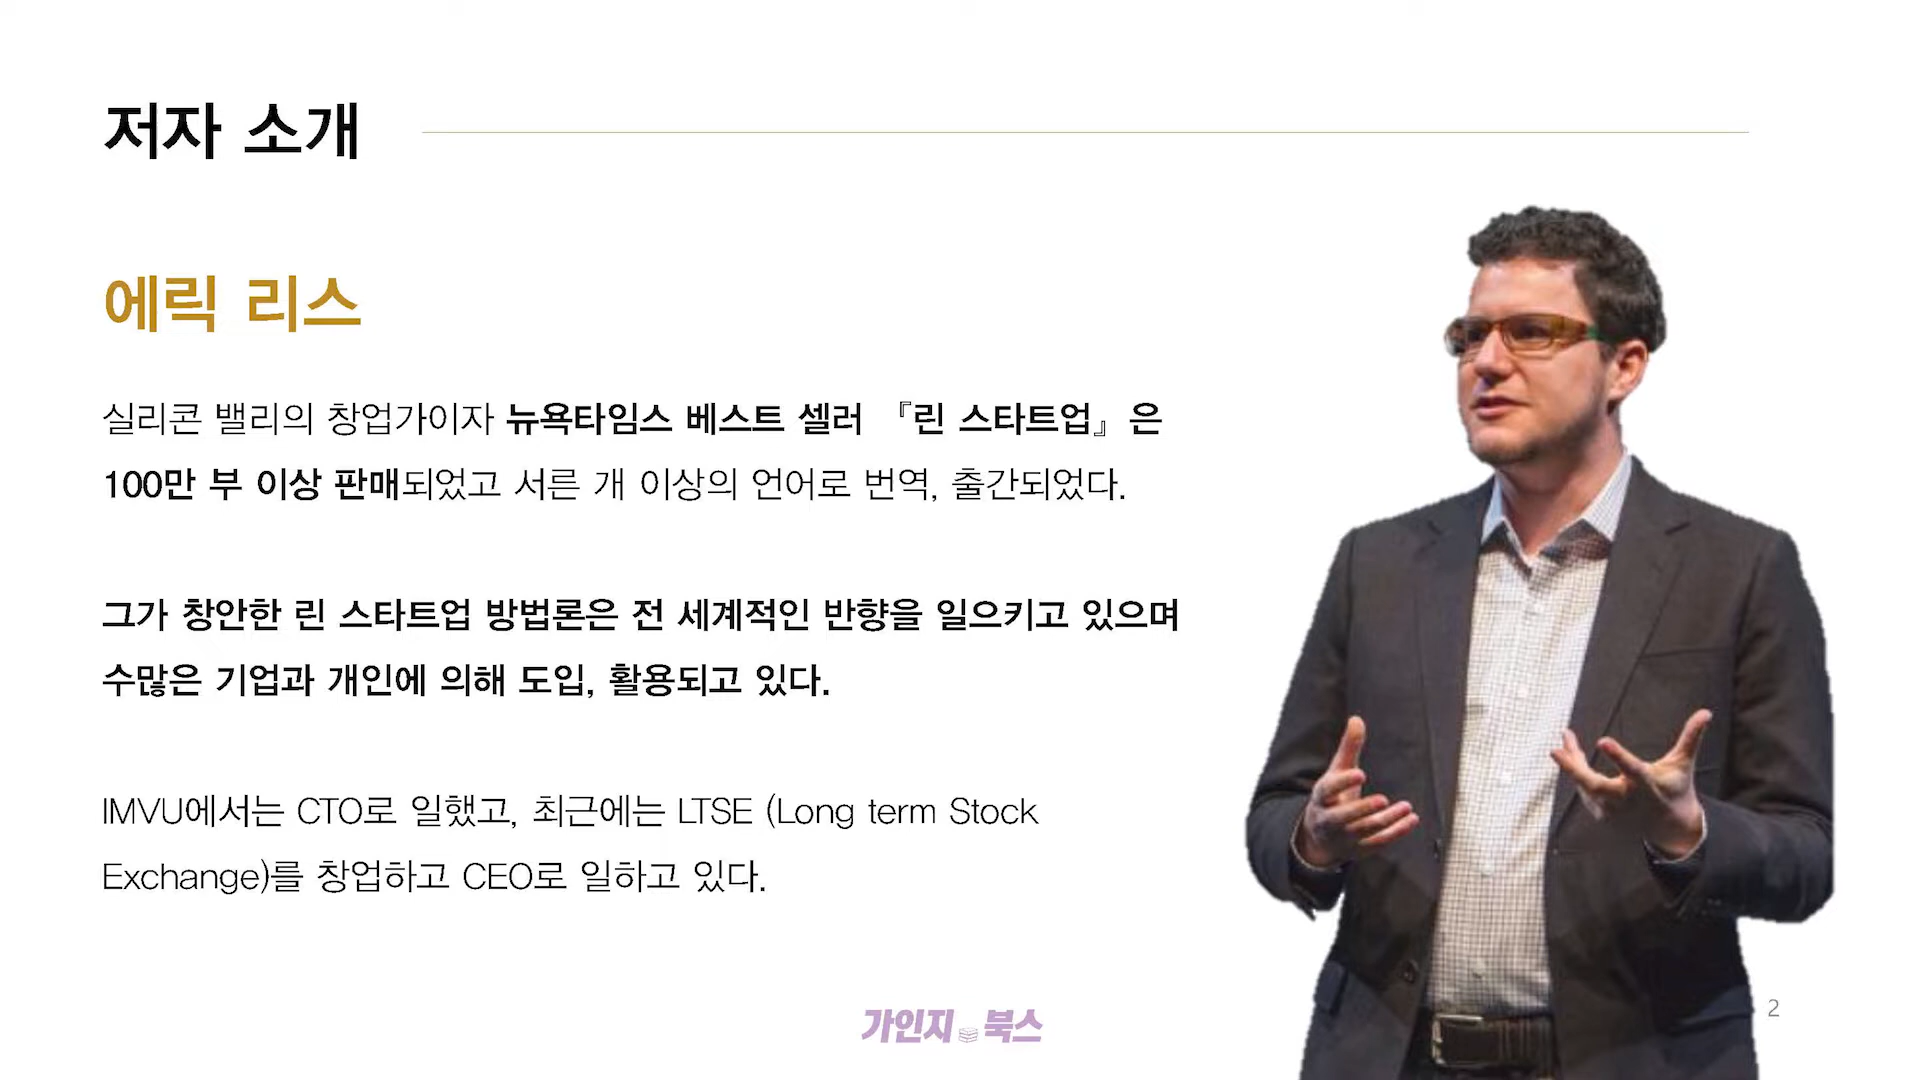 저자 소개
에릭 리스
실리콘 밸리의 창업가이자 뉴욕타임스 베스트 셀러 『린 스타트업』은
100만 부 이상 판매되었고 서른 개 이상의 언어로 번역, 출간되었다.
그가 창안한 린 스타트업 방법론은 전 세계적인 반향을 일으키고 있으며
수많은 기업과 개인에 의해 도입, 활용되고 있다.
IMVU에서는 CTO로 일했고, 최근에는 LTSE (Long term Stock
Exchange)를 창업하고 CEO로 일하고 있다.
가인지 북스
2